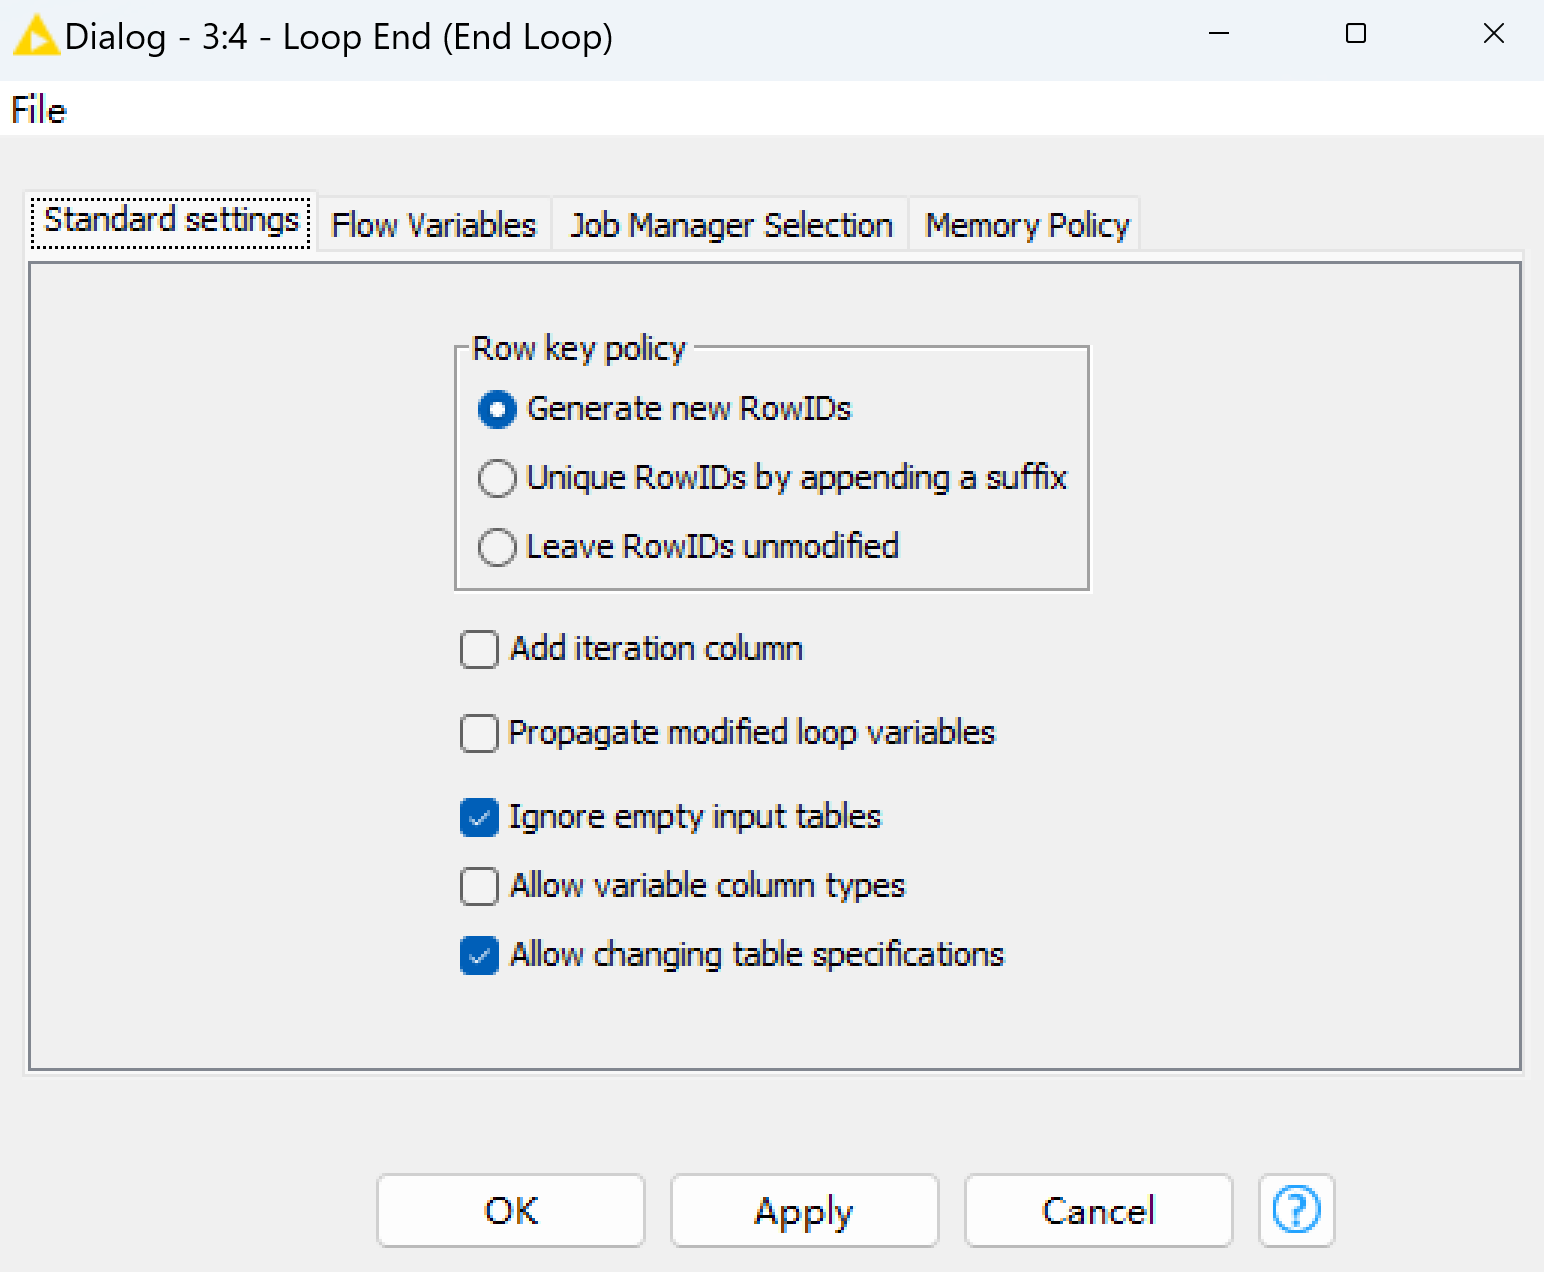 Dialog - 3:4 - Loop End (End Loop)
File
Standard settings
Flow Variables
Job Manager Selection
Memory Policy
Row key policy
Generate new RowIDs
Unique RowIDs by appending a suffix
Leave RowIDs unmodified
Add iteration column
Propagate modified loop variables
Ignore empty input tables
Allow variable column types
Allow changing table specifications
OK
Apply
Cancel
?